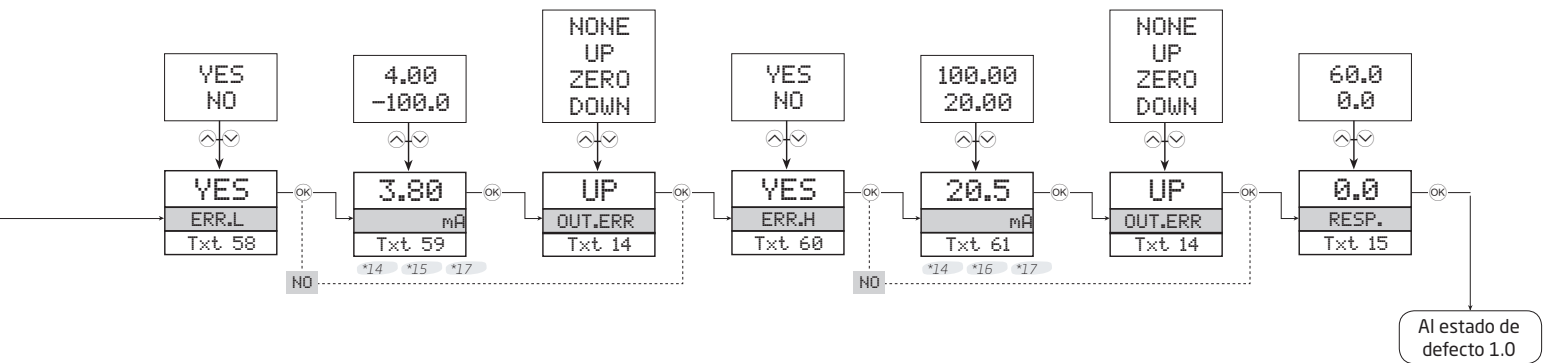 YES
NO
YES
ERR.L
Txt 58
OK
NO
4.00
-100.0
3.80
mA
Txt 59
*14 *15 *17
OK
NONE
UP
ZERO
DOWN
UP
OUT.ERR
Txt 14
OK
YES
NO
YES
ERR.H
Txt 60
OK
NO
100.00
20.00
20.5
mA
Txt 61
*14 *16 *17
OK
NONE
UP
ZERO
DOWN
UP
OUT.ERR
Txt 14
OK
60.0
0.0
0.0
RESP.
Txt 15
OK
Al estado de
defecto 1.0